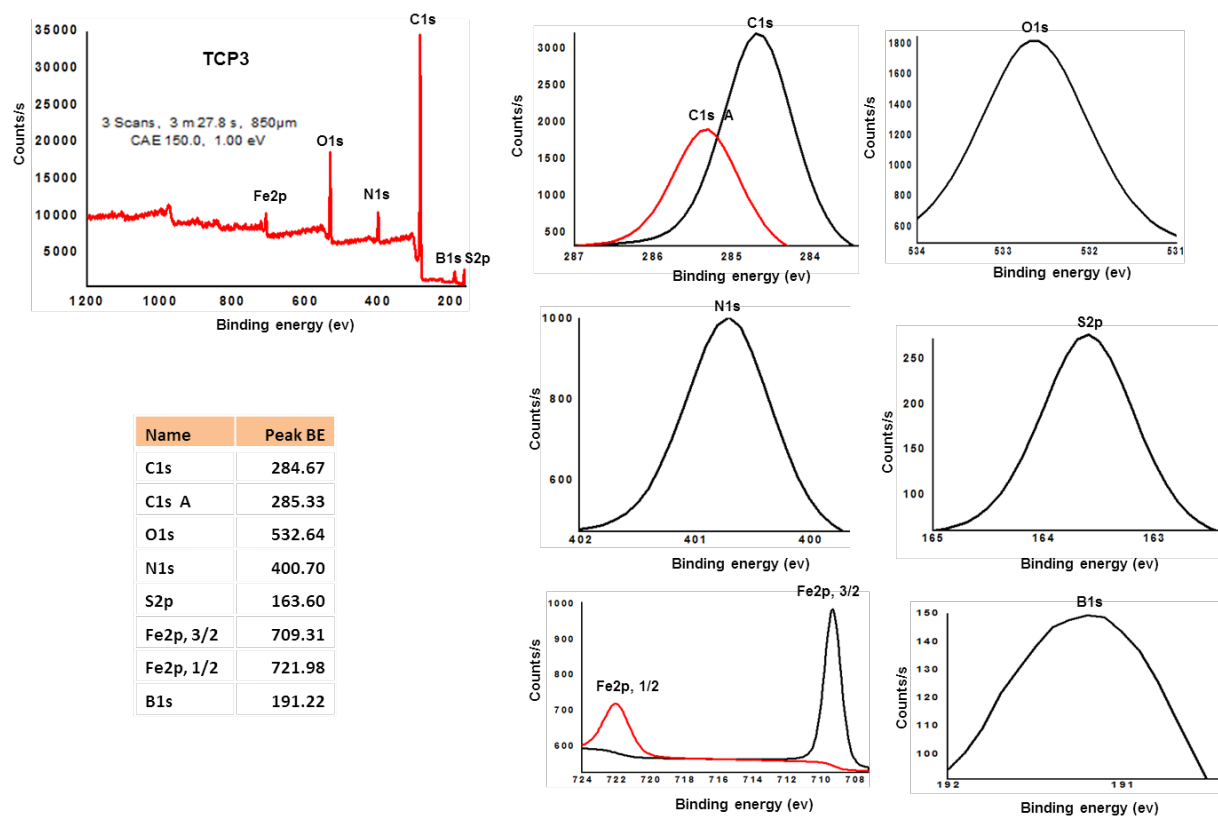 TCP3
3 Scans, 3 m 27.8 s, 850μm
CAE 150.0, 1.00 eV
C1s
O1s
Fe2p
N1s
B1s S2p
35000
30000
25000
20000
15000
10000
5000
Counts/s
1200 1000 800 600 400 200
Binding energy (ev)
C1s
C1s A
3000
2500
2000
1500
1000
500
Counts/s
287 286 285 284
Binding energy (ev)
O1s
1800
1600
1400
1200
1000
800
600
Counts/s
534 533 532 531
Binding energy (ev)
N1s
1000
800
600
Counts/s
402 401 400
Binding energy (ev)
S2p
250
200
150
100
Counts/s
165 164 163
Binding energy (ev)
Name Peak BE
C1s 284.67
C1s A 285.33
O1s 532.64
N1s 400.70
S2p 163.60
Fe2p, 3/2 709.31
Fe2p, 1/2 721.98
B1s 191.22
Fe2p, 3/2
Fe2p, 1/2
1000
900
800
700
600
Counts/s
724 722 720 718 716 714 712 710 708
Binding energy (ev)
B1s
150
140
130
120
110
100
Counts/s
192 191
Binding energy (ev)